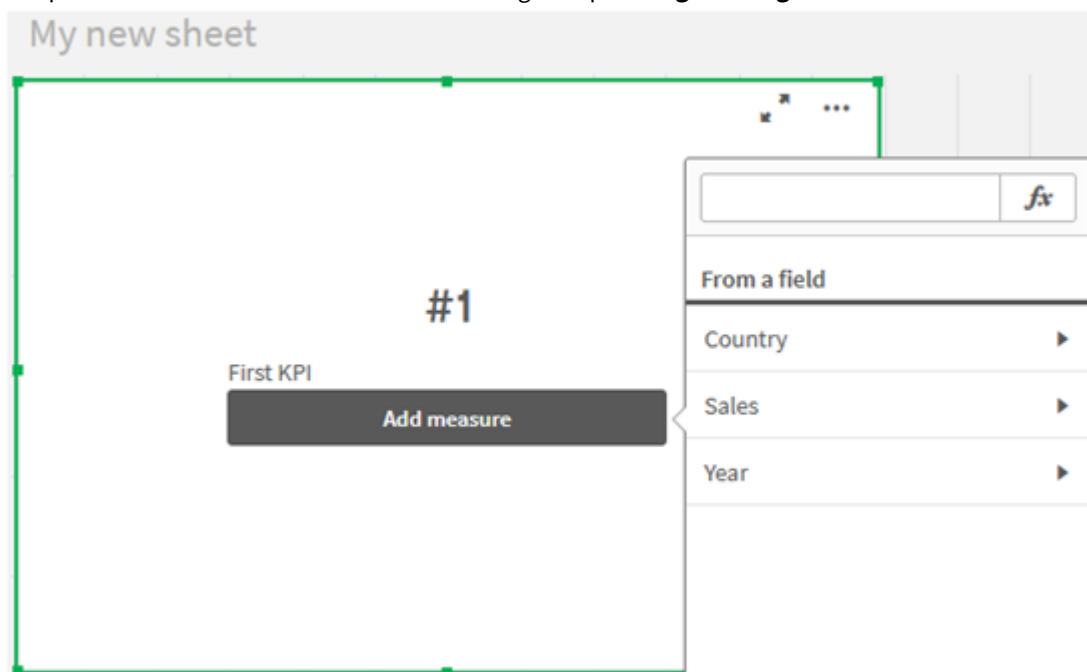 My new sheet
fx
#1
From a field
Country
First KPI
Add measure
Sales
Year